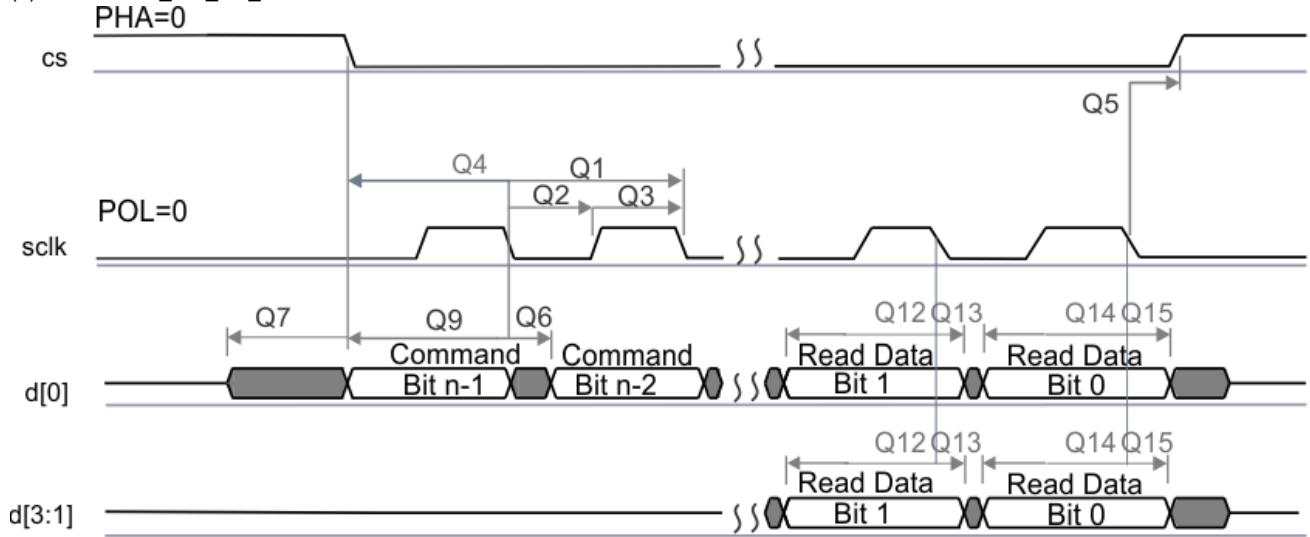 PHA=0
cs
Q5
Q4 Q1
Q2 Q3
POL=0
sclk
Q7 Q9 Q6 Q12 Q13 Q14 Q15
Command Command Read Data Read Data
d[0] Bit n-1 Bit n-2 Bit 1 Bit 0
Q12 Q13 Q14 Q15
Read Data Read Data
d[3:1] Bit 1 Bit 0